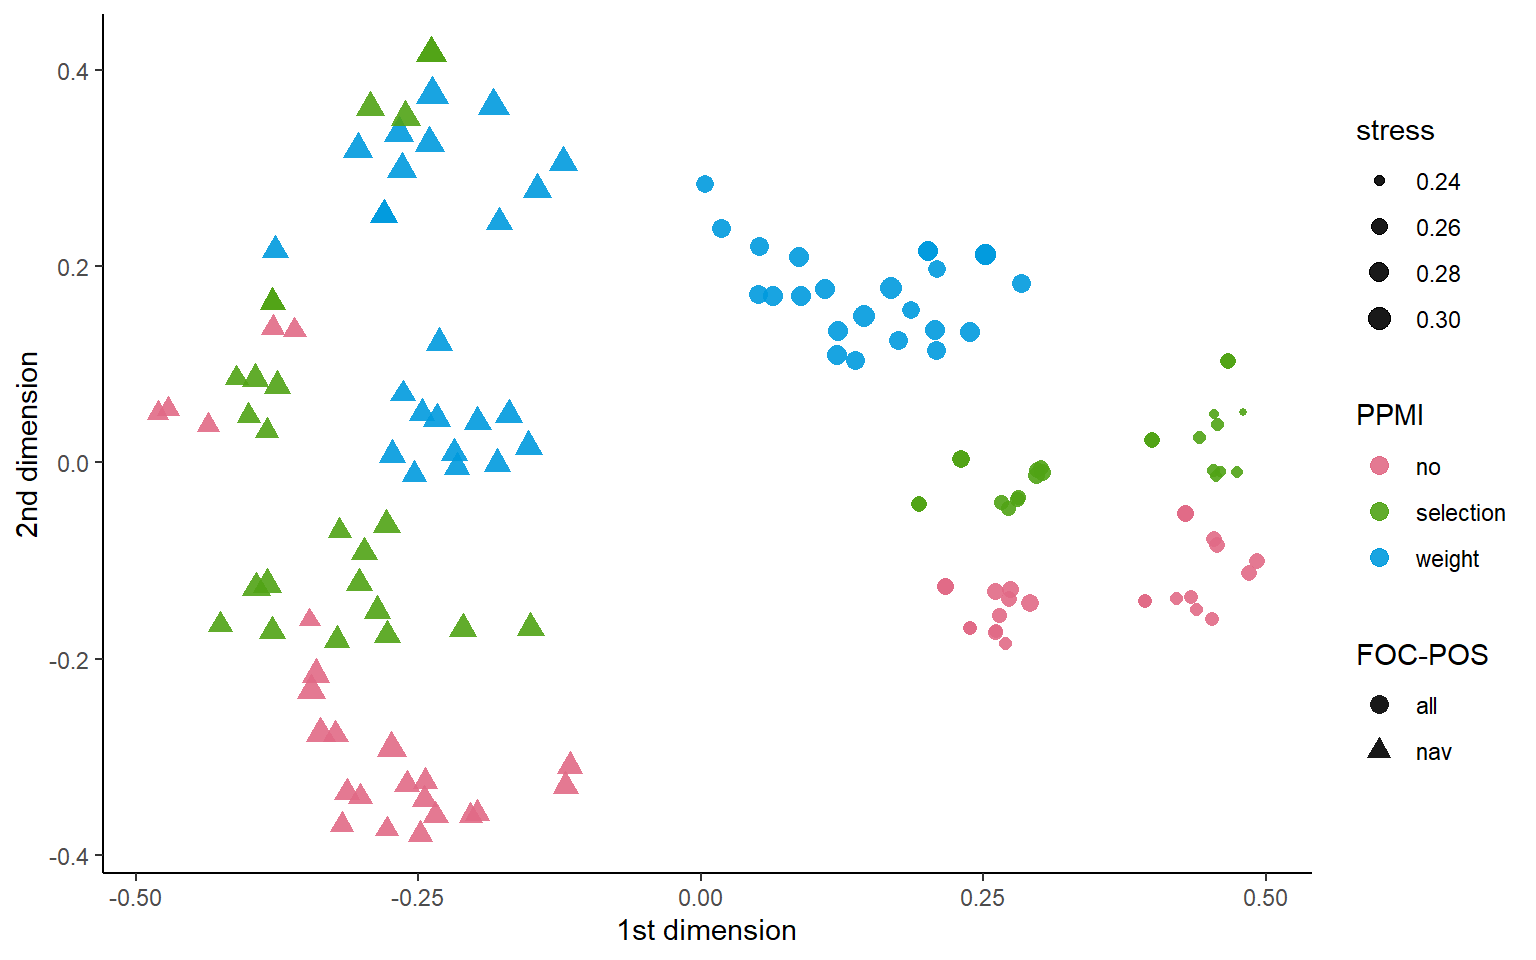 0.4
0.2
0.0
-0.2
-0.4
2nd dimension
-0.50
-0.25
0.00
0.25
0.50
1st dimension
stress
0.24
0.26
0.28
0.30
PPMI
no
selection
weight
FOC-POS
all
nav